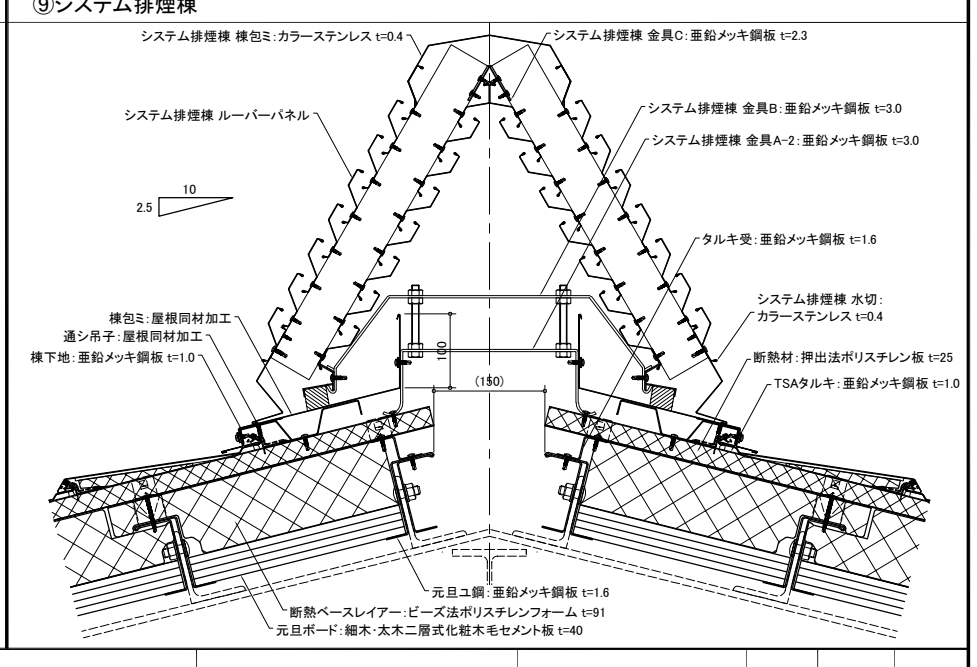 ⑨システム排煙棟
システム排煙棟 棟包ミ:カラーステンレス t=0.4
システム排煙棟 金具C:亜鉛メッキ鋼板 t=2.3
システム排煙棟 ルーバーパネル
システム排煙棟 金具B:亜鉛メッキ鋼板 t=3.0
システム排煙棟 金具A-2:亜鉛メッキ鋼板 t=3.0
10
2.5
タルキ受:亜鉛メッキ鋼板 t=1.6
システム排煙棟 水切:
カラーステンレス t=0.4
棟包ミ:屋根同材加工
通シ吊子:屋根同材加工
棟下地:亜鉛メッキ鋼板 t=1.0
100
(150)
断熱材:押出法ポリスチレン板 t=25
TSAタルキ:亜鉛メッキ鋼板 t=1.0
元旦ユ鋼:亜鉛メッキ鋼板 t=1.6
断熱ベースレイアー:ビーズ法ポリスチレンフォーム t=91
元旦ボード:細木・太木二層式化粧木毛セメント板 t=40